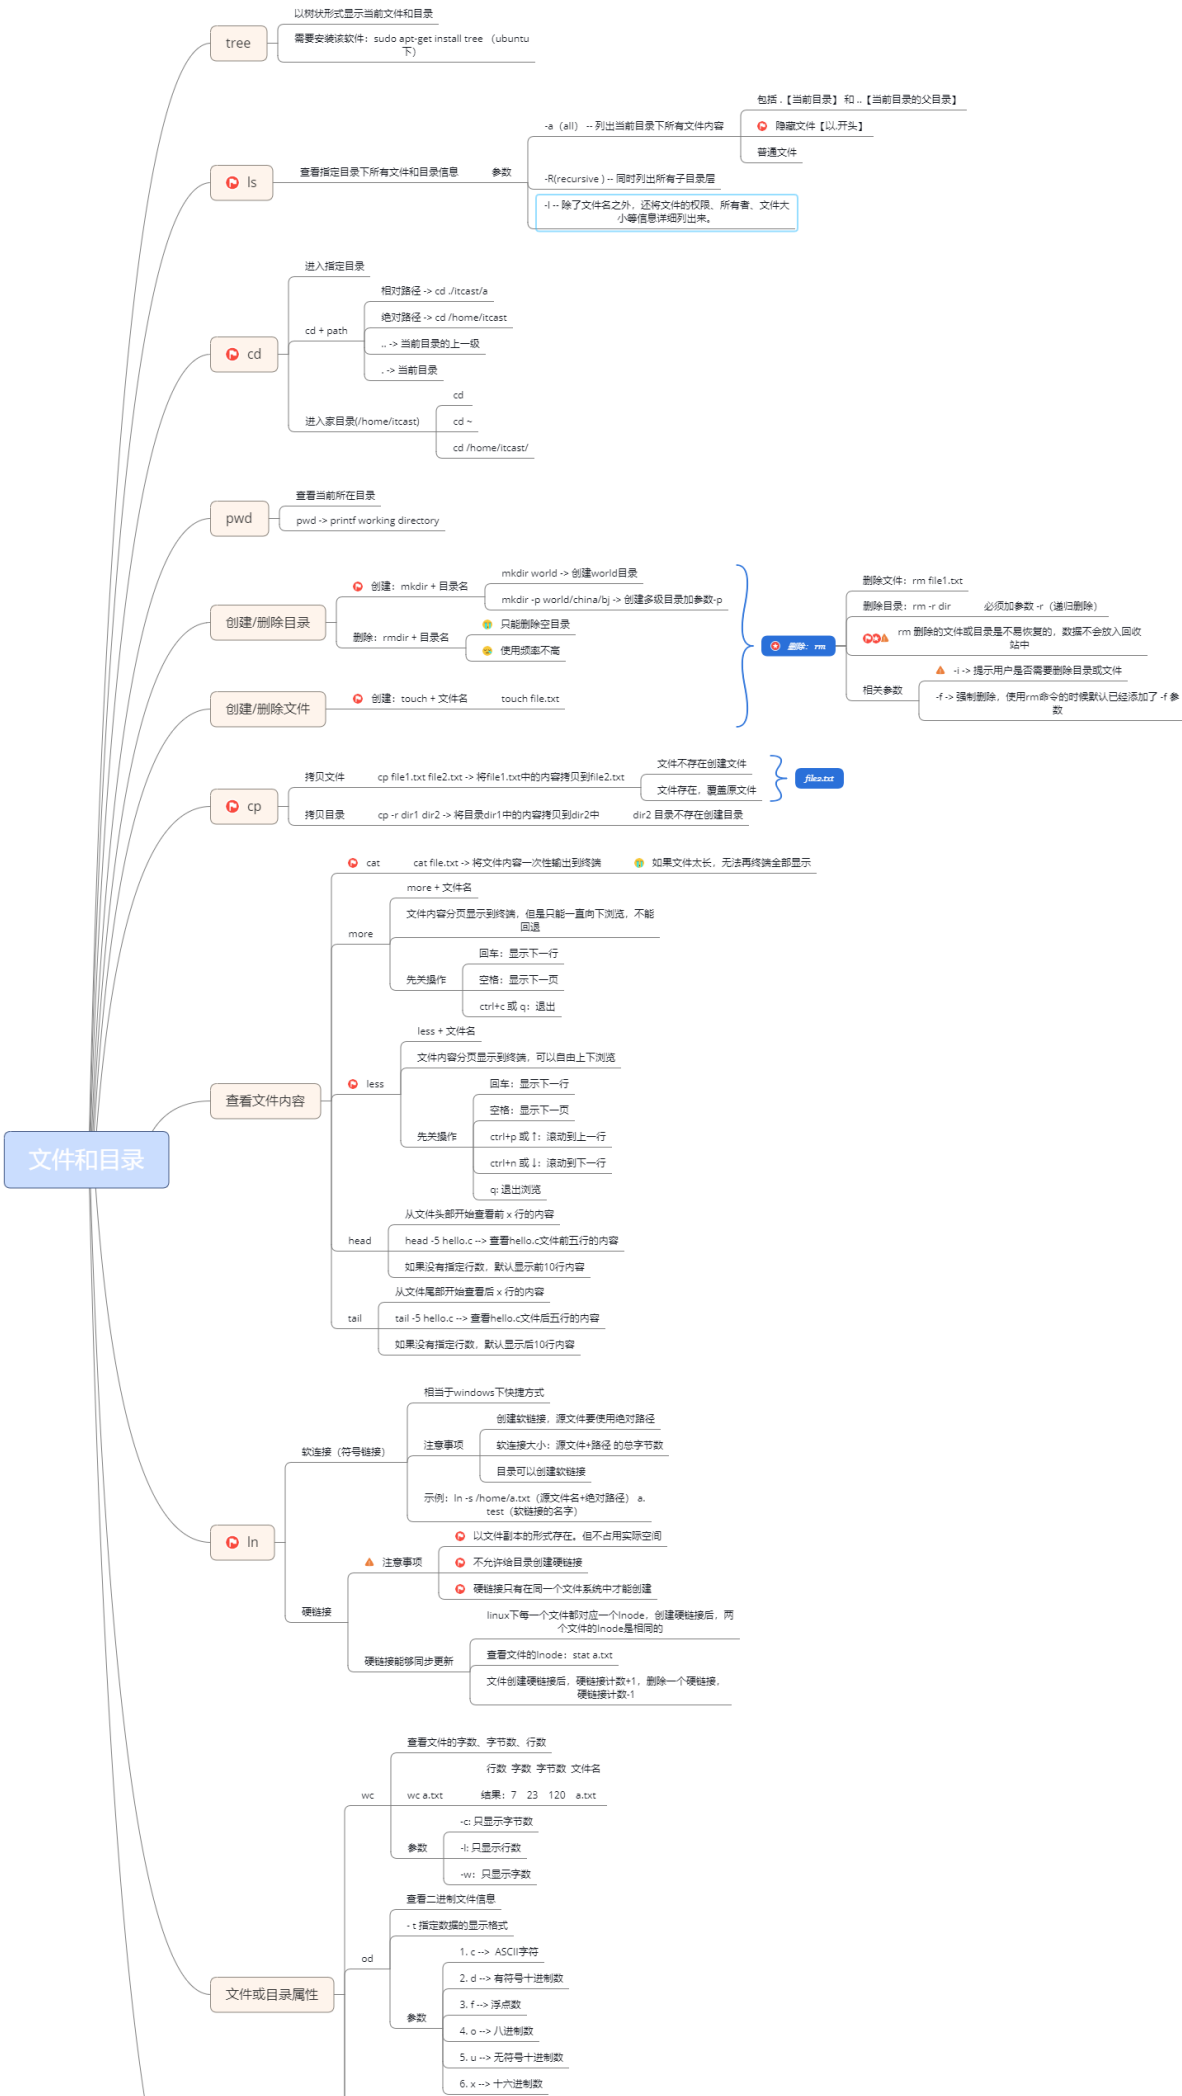 以树状形式显示当前文件和目录
tree
需要安装该软件：sudo apt-get install tree （ubuntu
下）
包括 .【当前目录】 和 ..【当前目录的父目录】
-a（all） -- 列出当前目录下所有文件内容
隐藏文件【以.开头】
普通文件
ls
查看指定目录下所有文件和目录信息
参数
-R(recursive ) -- 同时列出所有子目录层
-l -- 除了文件名之外，还将文件的权限、所有者、文件大
小等信息详细列出来。
进入指定目录
相对路径 -> cd ./itcast/a
绝对路径 -> cd /home/itcast
cd + path
.. -> 当前目录的上一级
. -> 当前目录
cd
cd
进入家目录(/home/itcast)
cd ~
cd /home/itcast/
查看当前所在目录
pwd
pwd -> printf working directory
创建/删除目录
创建：mkdir + 目录名
mkdir world -> 创建world目录
mkdir -p world/china/bj -> 创建多级目录加参数-p
删除：rmdir + 目录名
只能删除空目录
使用频率不高
创建/删除文件
创建：touch + 文件名
touch file.txt
删除： rm
删除文件：rm file1.txt
删除目录：rm -r dir
必须加参数 -r（递归删除）
rm 删除的文件或目录是不易恢复的，数据不会放入回收
站中
相关参数
-i -> 提示用户是否需要删除目录或文件
-f -> 强制删除，使用rm命令的时候默认已经添加了 -f 参
数
cp
拷贝文件
cp file1.txt file2.txt -> 将file1.txt中的内容拷贝到file2.txt
文件不存在创建文件
文件存在，覆盖原文件
file2.txt
拷贝目录
cp -r dir1 dir2 -> 将目录dir1中的内容拷贝到dir2中
dir2 目录不存在创建目录
查看文件内容
cat
cat file.txt -> 将文件内容一次性输出到终端
如果文件太长，无法再终端全部显示
more
more + 文件名
文件内容分页显示到终端，但是只能一直向下浏览，不能
回退
先关操作
回车：显示下一行
空格：显示下一页
ctrl+c 或 q：退出
less
less + 文件名
文件内容分页显示到终端，可以自由上下浏览
先关操作
回车：显示下一行
空格：显示下一页
ctrl+p 或↑：滚动到上一行
ctrl+n 或↓：滚动到下一行
q: 退出浏览
head
从文件头部开始查看前 x 行的内容
head -5 hello.c --> 查看hello.c文件前五行的内容
如果没有指定行数，默认显示前10行内容
tail
从文件尾部开始查看后 x 行的内容
tail -5 hello.c --> 查看hello.c文件后五行的内容
如果没有指定行数，默认显示后10行内容
文件和目录
ln
软连接（符号链接）
相当于windows下快捷方式
注意事项
创建软链接，源文件要使用绝对路径
软连接大小：源文件+路径 的总字节数
目录可以创建软链接
示例：ln -s /home/a.txt（源文件名+绝对路径） a.
test（软链接的名字）
硬链接
注意事项
以文件副本的形式存在。但不占用实际空间
不允许给目录创建硬链接
硬链接只有在同一个文件系统中才能创建
硬链接能够同步更新
linux下每一个文件都对应一个Inode，创建硬链接后，两
个文件的Inode是相同的
查看文件的Inode：stat a.txt
文件创建硬链接后，硬链接计数+1，删除一个硬链接，
硬链接计数-1
文件或目录属性
wc
查看文件的字数、字节数、行数
行数 字数 字节数 文件名
wc a.txt
结果：7 23 120 a.txt
参数
-c: 只显示字节数
-l: 只显示行数
-w：只显示字数
od
查看二进制文件信息
- t 指定数据的显示格式
参数
1. c --> ASCII字符
2. d --> 有符号十进制数
3. f --> 浮点数
4. o --> 八进制数
5. u --> 无符号十进制数
6. x --> 十六进制数